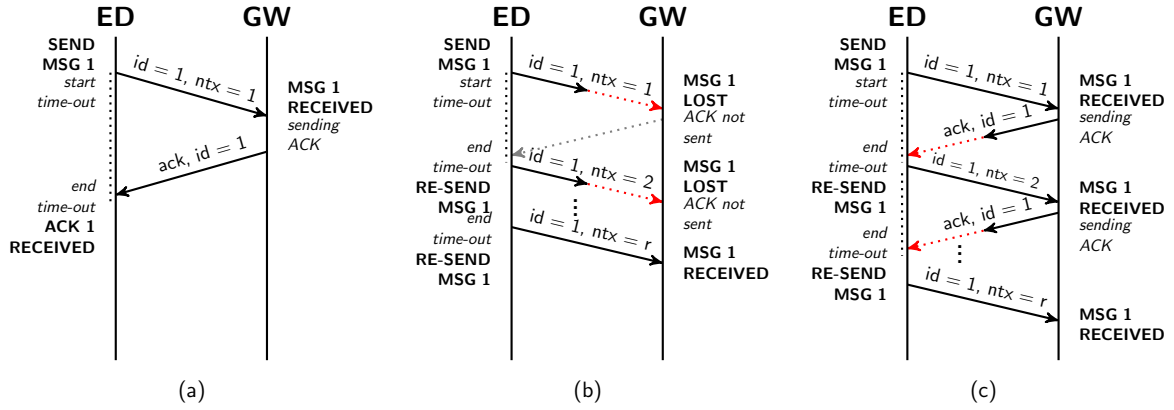 ED
GW
SEND
MSG 1
start
time-out
id = 1, ntx = 1
MSG 1
RECEIVED
sending
ACK
ack, id = 1
end
time-out
ACK 1
RECEIVED
(a)
ED
GW
SEND
MSG 1
start
time-out
id = 1, ntx = 1
MSG 1
LOST
ACK not
sent
end
time-out
RE-SEND
MSG 1
id = 1, ntx = 2
MSG 1
LOST
ACK not
sent
end
time-out
RE-SEND
MSG 1
id = 1, ntx = r
MSG 1
RECEIVED
(b)
ED
GW
SEND
MSG 1
start
time-out
id = 1, ntx = 1
MSG 1
RECEIVED
sending
ACK
ack, id = 1
end
time-out
RE-SEND
MSG 1
id = 1, ntx = 2
MSG 1
RECEIVED
sending
ACK
ack, id = 1
end
time-out
RE-SEND
MSG 1
id = 1, ntx = r
MSG 1
RECEIVED
(c)